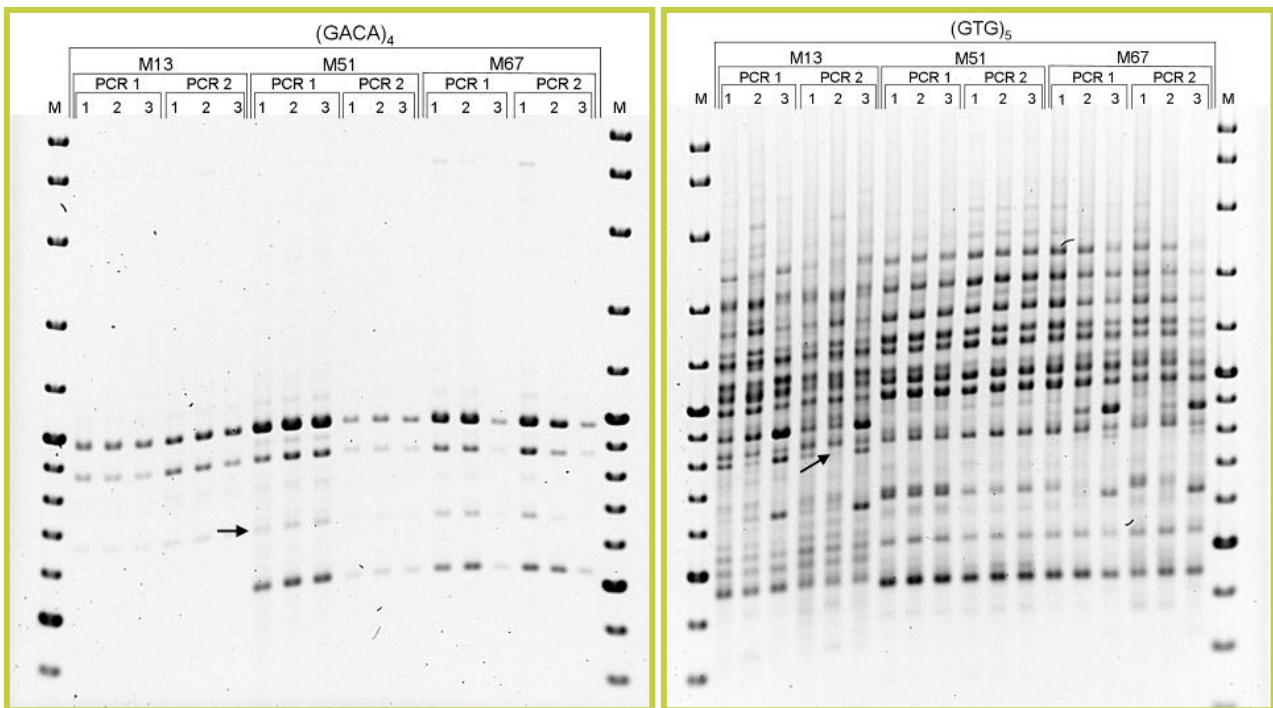 (GACA)4
M13 M51 M67
PCR 1 PCR 2 PCR 1 PCR 2 PCR 1 PCR 2
M 1 2 3 1 2 3 1 2 3 1 2 3 1 2 3 1 2 3 M
(GTG)5
M13 M51 M67
PCR 1 PCR 2 PCR 1 PCR 2 PCR 1 PCR 2
M 1 2 3 1 2 3 1 2 3 1 2 3 1 2 3 1 2 3 M